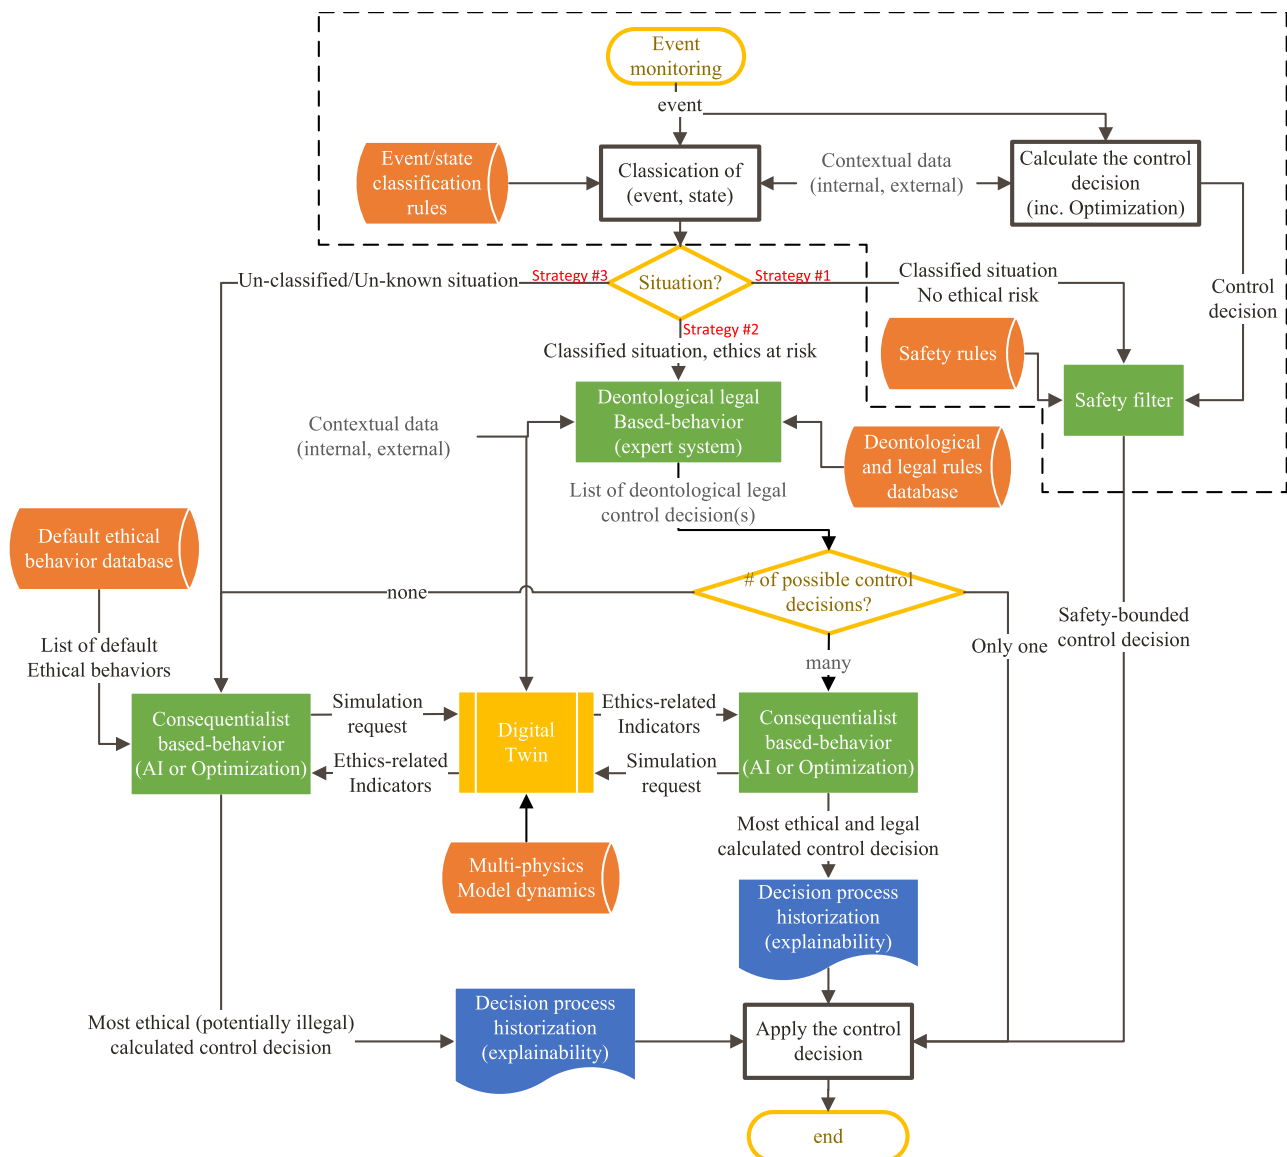 Event
monitoring
event
Event/state
classification
rules
Classication of
(event, state)
Contextual data
(internal, external)
Calculate the control
decision
(inc. Optimization)
Un-classified/Un-known situation
Strategy #3
Situation?
Strategy #1
Classified situation
No ethical risk
Control
decision
Strategy #2
Classified situation, ethics at risk
Safety rules
Safety filter
Contextual data
(internal, external)
Deontological legal
Based-behavior
(expert system)
Deontological
and legal rules
database
List of deontological legal
control decision(s)
Default ethical
behavior database
# of possible control
decisions?
none
Only one
Safety-bounded
control decision
List of default
Ethical behaviors
many
Consequentialist
based-behavior
(AI or Optimization)
Simulation
request
Ethics-related
Indicators
Digital
Twin
Ethics-related
Indicators
Simulation
request
Consequentialist
based-behavior
(AI or Optimization)
Multi-physics
Model dynamics
Most ethical and legal
calculated control decision
Decision process
historization
(explainability)
Most ethical (potentially illegal)
calculated control decision
Decision process
historization
(explainability)
Apply the control
decision
end